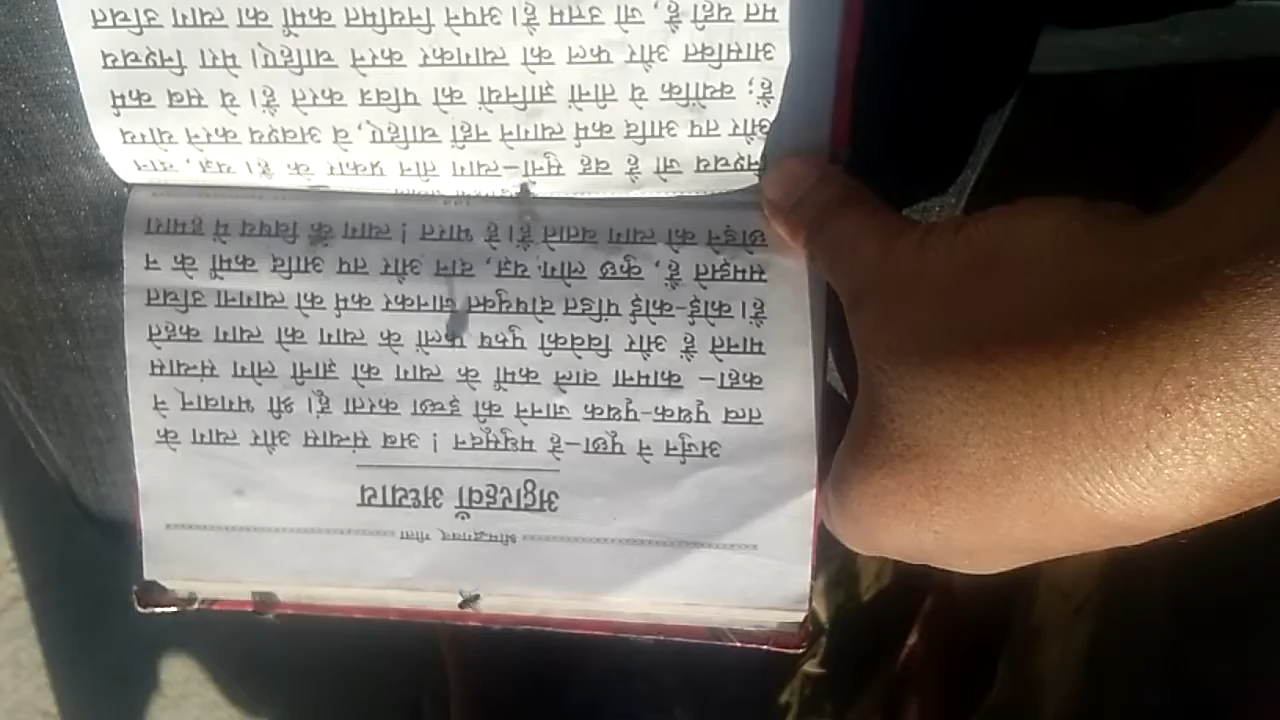 श्रीमद्भगवद् गीता
अट्ठारहवाँ अध्याय
अर्जुन ने पूछा–हे मधुसूदन ! अब संन्यास और त्याग के
तत्व पृथक-पृथक जानने की इच्छा करता हूँ। श्री भगवान् ने
कहा– कामना वाले कर्मों के त्याग को ज्ञानी लोग संन्यास
मानते हैं और विवेकी पुरुष फलों के त्याग को त्याग कहते
हैं। कोई-कोई पंडित दोषयुक्त जानकर कर्म को त्यागना उचित
समझते हैं, कुछ लोग यज्ञ, दान और तप आदि कर्मों के न
छोड़ने को त्याग बताते हैं। हे भारत ! त्याग के विषय में हमारा
निश्चय जो है वह सुनो–त्याग तीन प्रकार के हैं। यज्ञ, दान
और तप आदि कर्म त्यागने नहीं चाहिए, वे अवश्य करने योग्य
हैं; क्योंकि ये तीनों ज्ञानियों को पवित्र करते हैं। ये सब कर्म
आसक्ति और फल को त्यागकर करने चाहिए। मेरा निश्चय
मत यही है, जो उत्तम है। अपने नियमित कर्मों का त्याग उचित